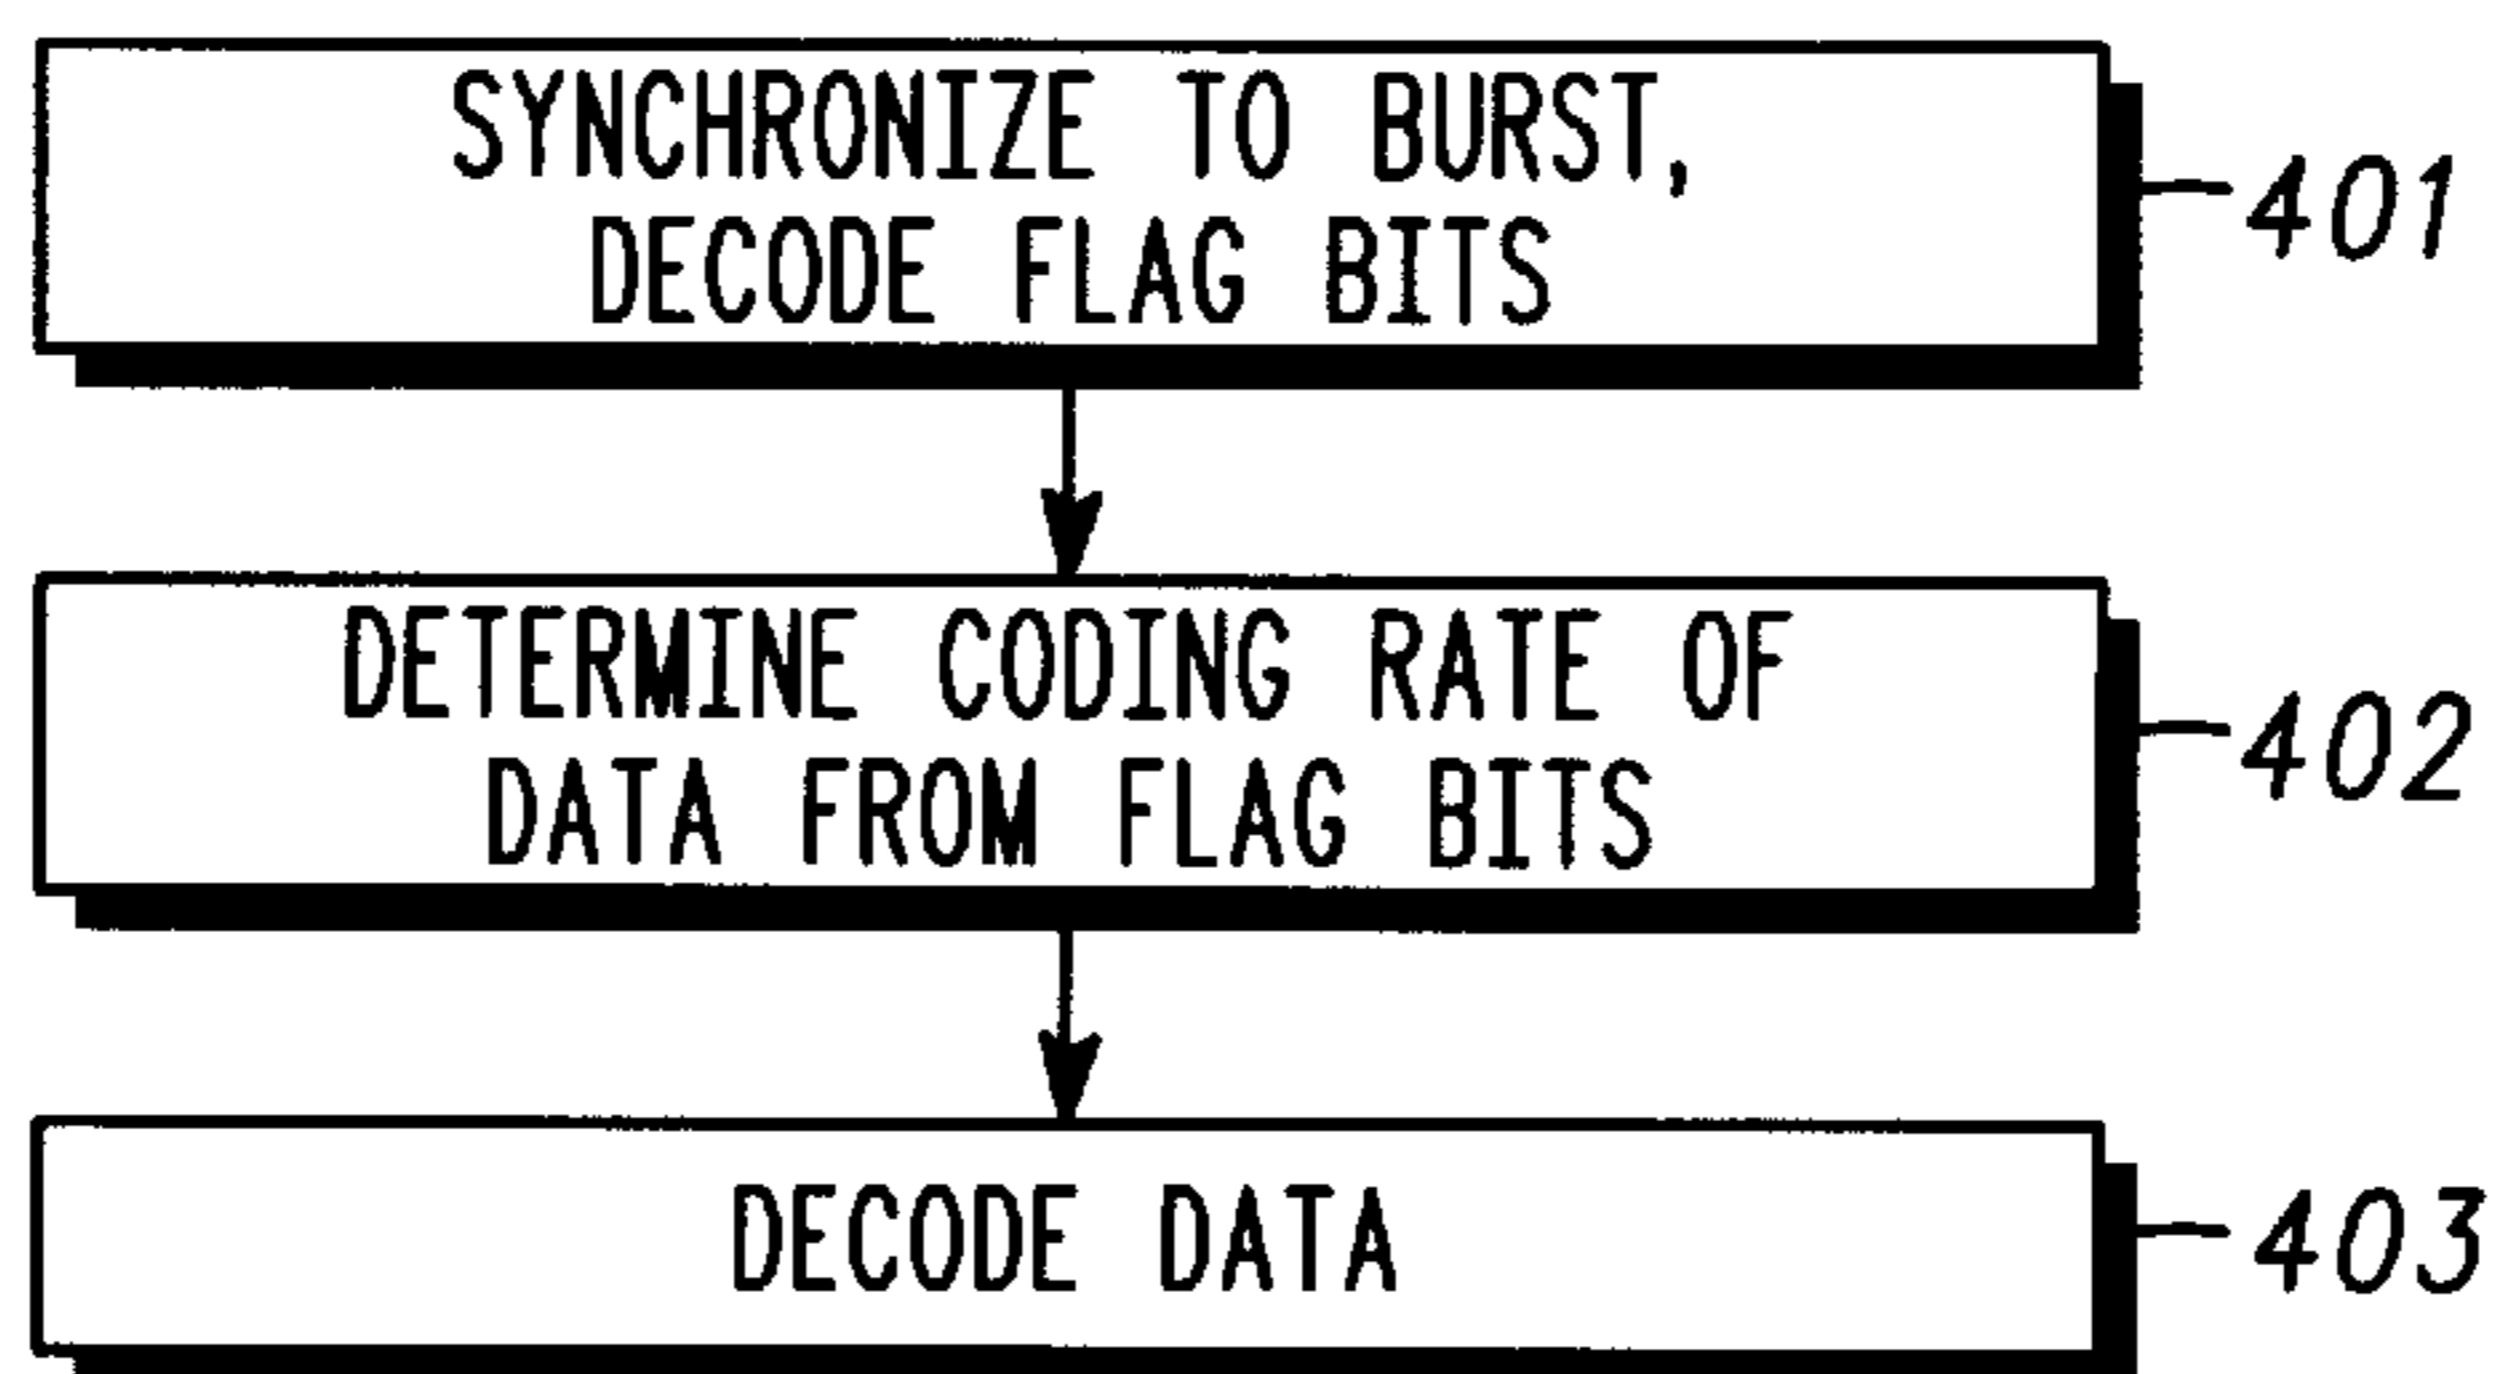 SYNCHRONIZE TO BURST,
DECODE FLAG BITS
401
DETERMINE CODING RATE OF
DATA FROM FLAG BITS
402
DECODE DATA
403